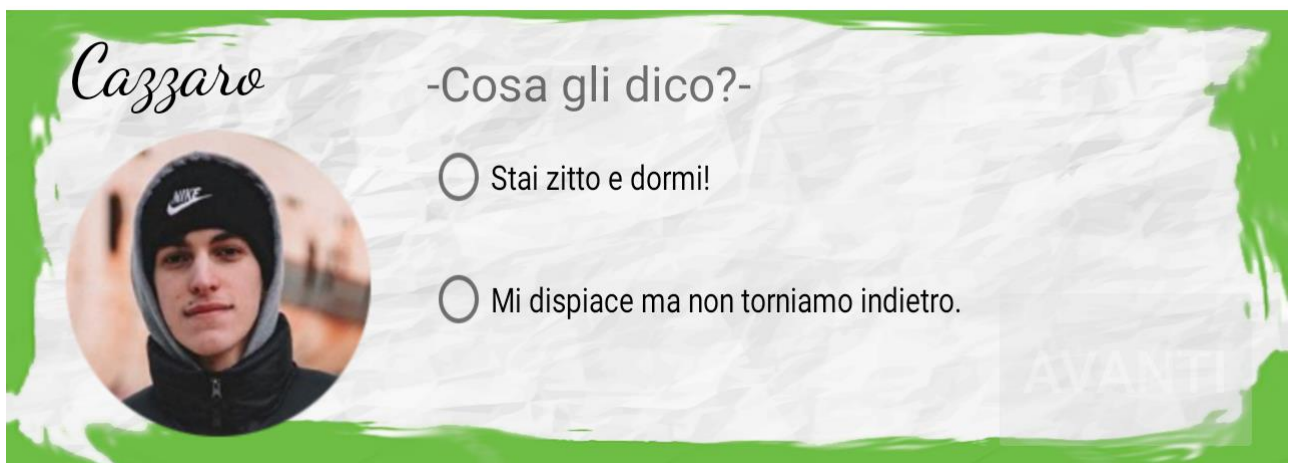 Cazzaro
-Cosa gli dico?-
NIKE
Stai zitto e dormi!
Mi dispiace ma non torniamo indietro.
AVANTI